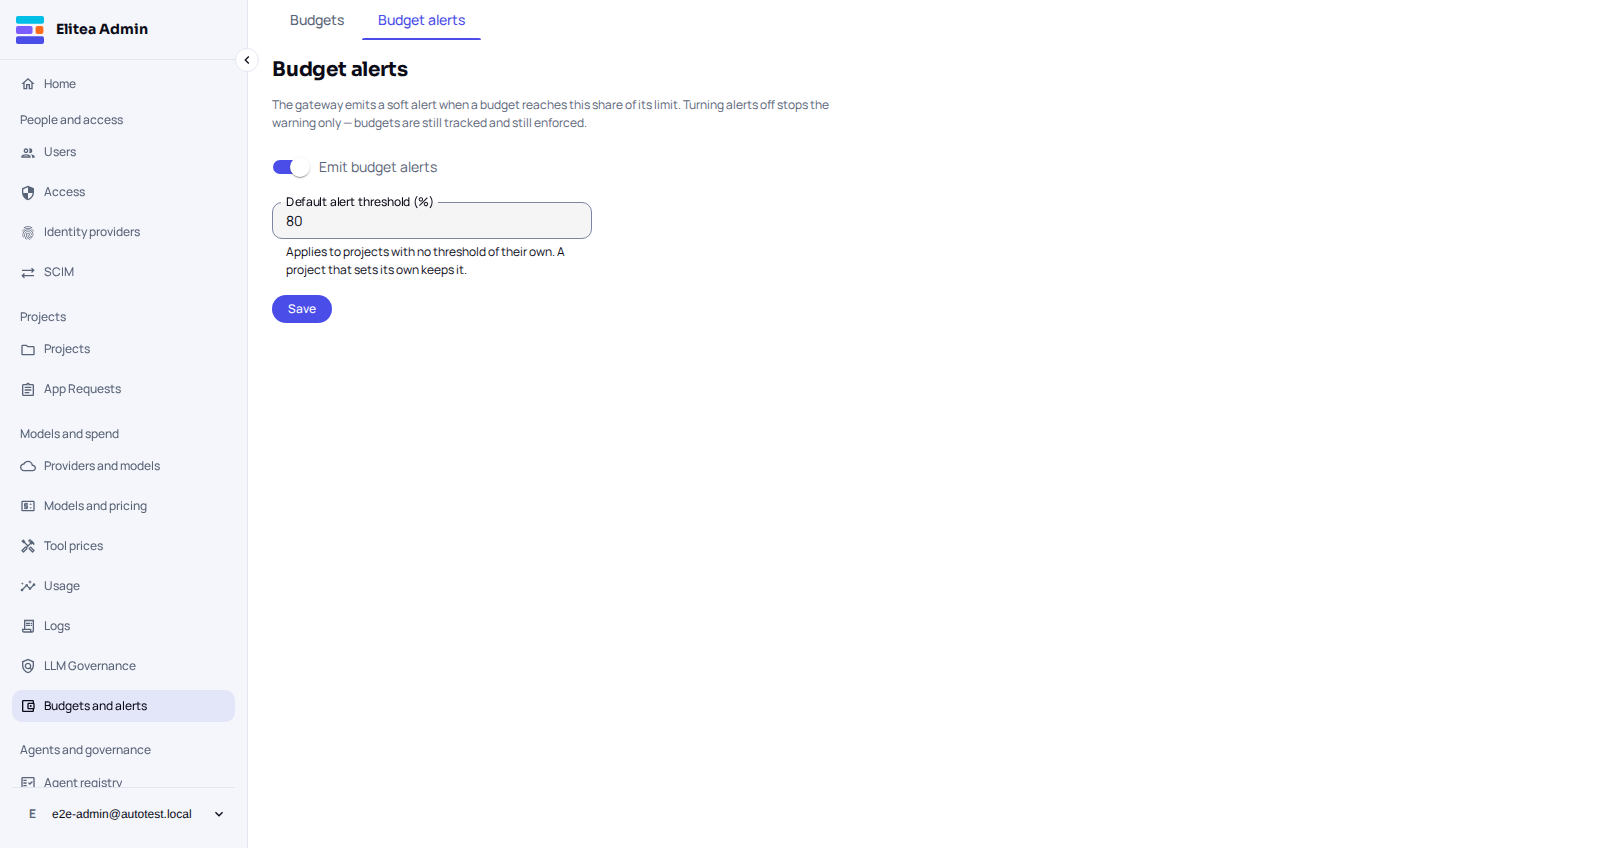 Elitea Admin
Home
People and access
Users
Access
Identity providers
SCIM
Projects
Projects
App Requests
Models and spend
Providers and models
Models and pricing
Tool prices
Usage
Logs
LLM Governance
Budgets and alerts
Agents and governance
Agent registry
E e2e-admin@autotest.local
Budgets Budget alerts
Budget alerts
The gateway emits a soft alert when a budget reaches this share of its limit. Turning alerts off stops the
warning only — budgets are still tracked and still enforced.
Emit budget alerts
Default alert threshold (%)
80
Applies to projects with no threshold of their own. A
project that sets its own keeps it.
Save